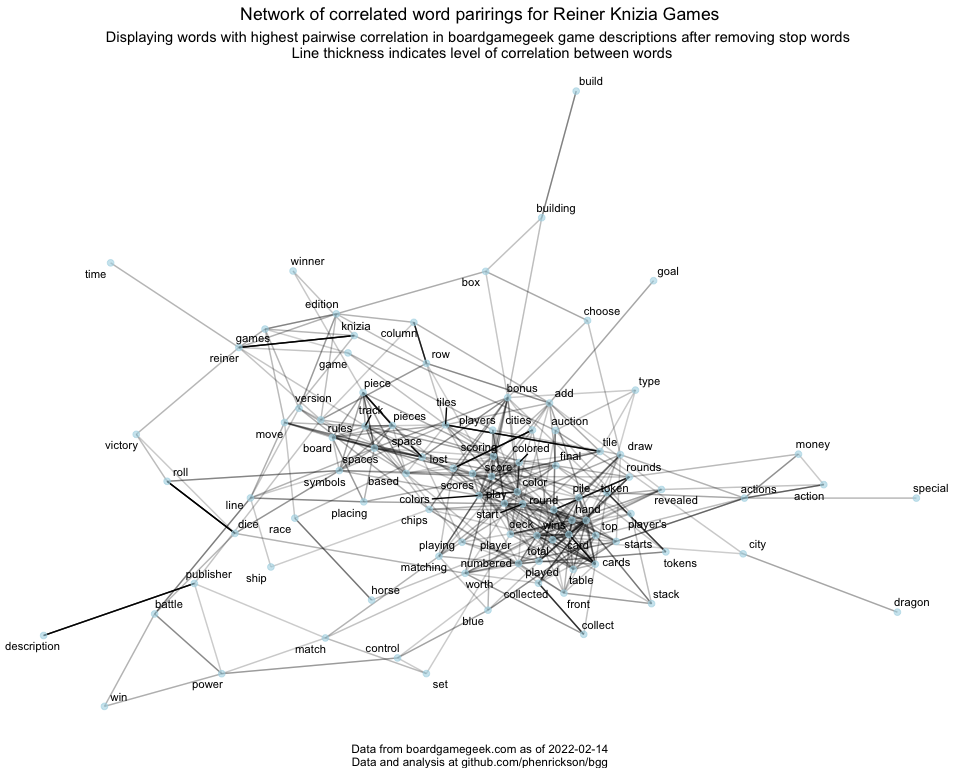 Network of correlated word parirings for Reiner Knizia Games
Displaying words with highest pairwise correlation in boardgamegeek game descriptions after removing stop words
Line thickness indicates level of correlation between words
build
building
time
winner
goal
box
edition
choose
knizia
games
column
reiner
row
game
type
piece
bonus
add
version
tiles
track
pieces
players
cities
auction
rules
move
board
space
scoring
colored
tile
draw
victory
money
spaces
lost
score
final
rounds
roll
symbols
based
scores
color
pile
token
actions
action
special
colors
play
round
revealed
line
placing
start
hand
chips
dice
race
deck
wins
top
player's
playing
player
total
card
starts
city
matching
numbered
cards
tokens
publisher
ship
played
table
worth
horse
collected
front
stack
dragon
battle
blue
collect
description
match
control
power
set
win
Data from boardgamegeek.com as of 2022-02-14
Data and analysis at github.com/phenrickson/bgg